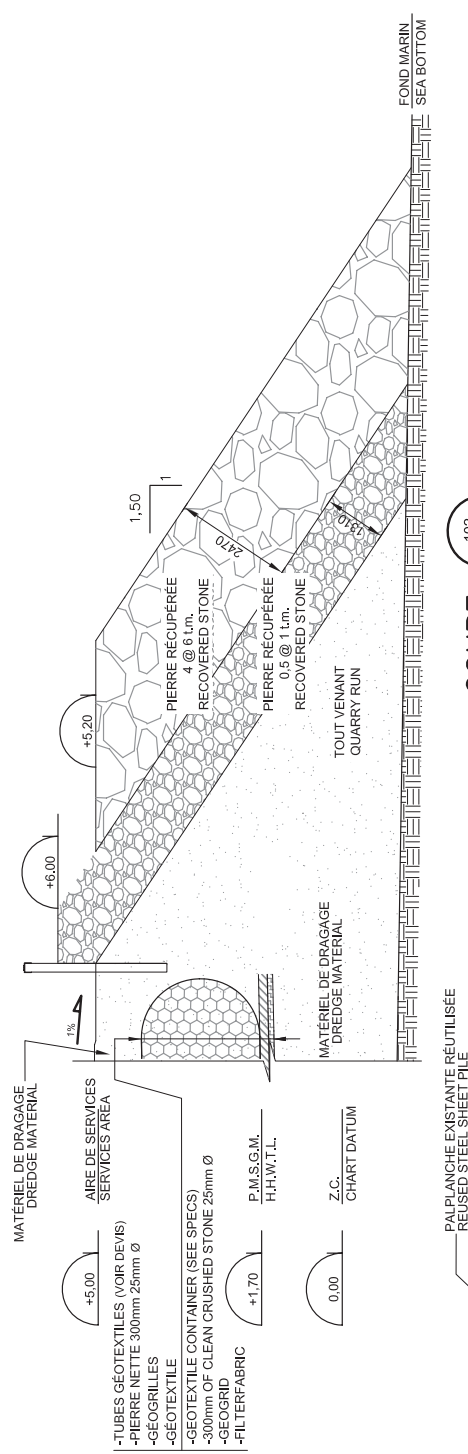 MATÉRIEL DE DRAGAGE
DREDGE MATERIAL
AIRE DE SERVICES
SERVICES AREA
+5,00
-TUBES GÉOTEXTILES (VOIR DEVIS)
-PIERRE NETTE 300mm 25mm Ø
-GÉOGRILLES
-GÉOTEXTILE
-GEOTEXTILE CONTAINER (SEE SPECS)
-300mm OF CLEAN CRUSHED STONE 25mm Ø
-GEOGRID
-FILTERFABRIC
P.M.S.G.M.
H.H.W.T.L.
+1,70
Z.C.
CHART DATUM
0,00
1%
+6.00
+5,20
1,50
1
PIERRE RÉCUPÉRÉE
4 @ 6 t.m.
RECOVERED STONE
2470
PIERRE RÉCUPÉRÉE
0,5 @ 1 t.m.
RECOVERED STONE
1310
TOUT VENANT
QUARRY RUN
MATÉRIEL DE DRAGAGE
DREDGE MATERIAL
FOND MARIN
SEA BOTTOM
PALPLANCHE EXISTANTE RÉUTILISÉE
REUSED STEEL SHEET PILE